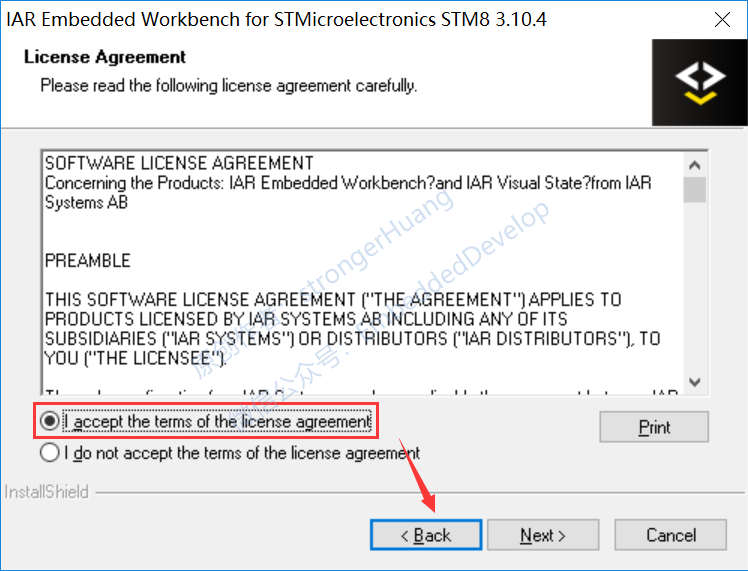 IAR Embedded Workbench for STMicroelectronics STM8 3.10.4
License Agreement
Please read the following license agreement carefully.
SOFTWARE LICENSE AGREEMENT
Concerning the Products: IAR Embedded Workbench?and IAR Visual State?from IAR
Systems AB
PREAMBLE
THIS SOFTWARE LICENSE AGREEMENT ("THE AGREEMENT") APPLIES TO
PRODUCTS LICENSED BY IAR SYSTEMS AB INCLUDING ANY OF ITS
SUBSIDIARIES ("IAR SYSTEMS") OR DISTRIBUTORS ("IAR DISTRIBUTORS"), TO
YOU ("THE LICENSEE").
strongerHuang
微信公众号: EmbeddedDevelop
I accept the terms of the license agreement
I do not accept the terms of the license agreement
Print
InstallShield
< Back
Next >
Cancel